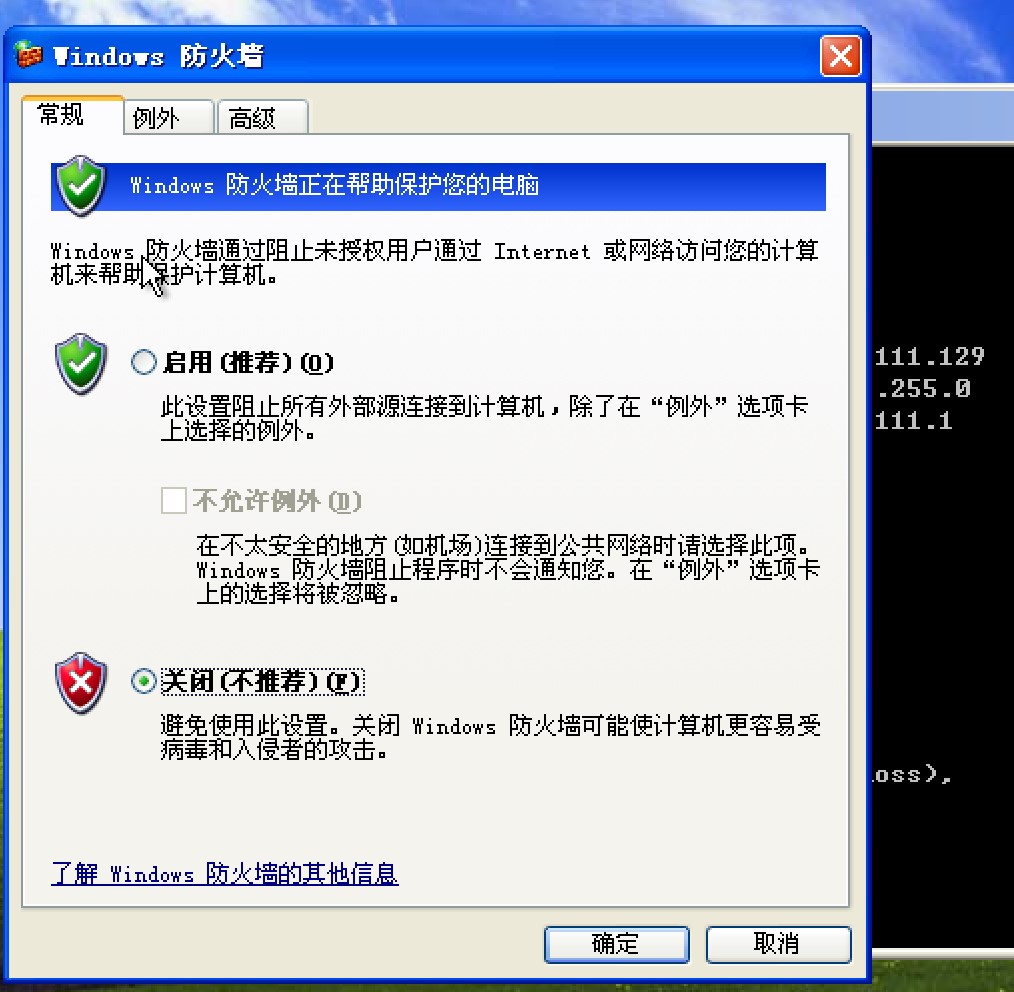 Windows 防火墙
常规
例外
高级
Windows 防火墙正在帮助保护您的电脑
Windows 防火墙通过阻止未授权用户通过 Internet 或网络访问您的计算
机来帮助保护计算机。
启用(推荐)(O)
此设置阻止所有外部源连接到计算机，除了在“例外”选项卡
上选择的例外。
不允许例外(D)
在不太安全的地方(如机场)连接到公共网络时请选择此项。
Windows 防火墙阻止程序时不会通知您。在“例外”选项卡
上的选择将被忽略。
关闭(不推荐)(F)
避免使用此设置。关闭 Windows 防火墙可能使计算机更容易受
病毒和入侵者的攻击。
了解 Windows 防火墙的其他信息
确定
取消
111.129
.255.0
111.1
oss),